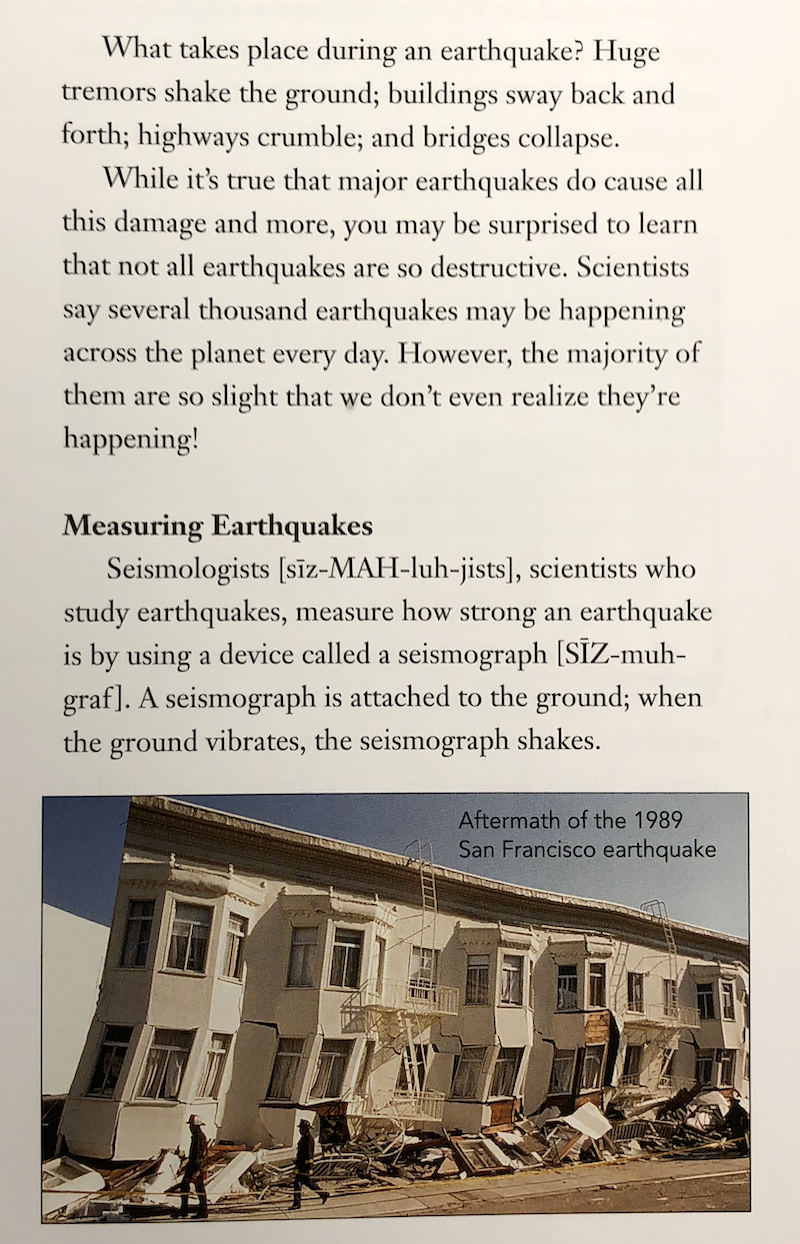 What takes place during an earthquake? Huge
tremors shake the ground; buildings sway back and
forth; highways crumble; and bridges collapse.
While it's true that major earthquakes do cause all
this damage and more, you may be surprised to learn
that not all earthquakes are so destructive. Scientists
say several thousand earthquakes may be happening
across the planet every day. However, the majority of
them are so slight that we don't even realize they're
happening!
Measuring Earthquakes
Seismologists [sīz-MAH-luh-jists], scientists who
study earthquakes, measure how strong an earthquake
is by using a device called a seismograph [SĪZ-muh-
graf]. A seismograph is attached to the ground; when
the ground vibrates, the seismograph shakes.
Aftermath of the 1989
San Francisco earthquake